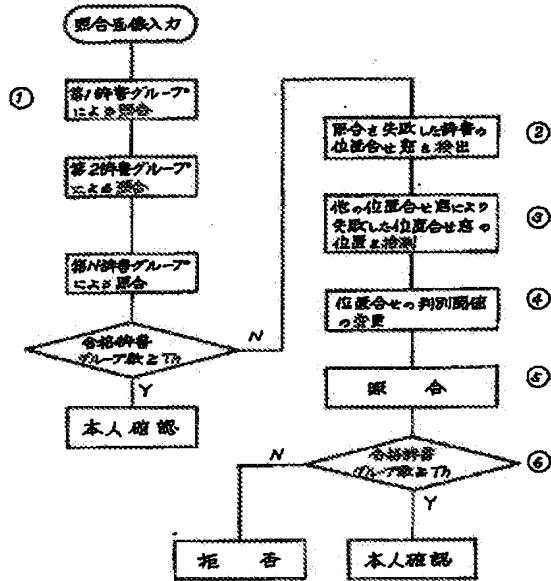 照合画像入力
①
第1辞書グループ
による照合
第2辞書グループ
による照合
第N辞書グループ
による照合
合格辞書
グループ数≧Th
N
Y
本人確認
照合を失敗した辞書の
位置合せ窓を検出
②
他の位置合せ窓により
失敗した位置合せ窓の
位置を推測
③
位置合せの判別閾値
の変更
④
照合
⑤
合格辞書
グループ数≧Th
⑥
N
Y
拒否
本人確認